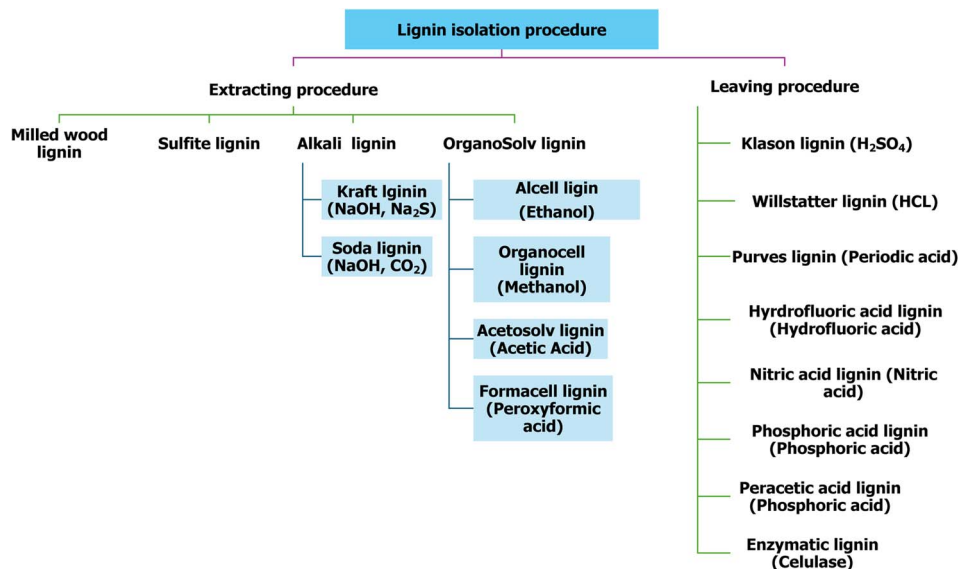 Lignin isolation procedure
Extracting procedure
Leaving procedure
Milled wood
lignin
Sulfite lignin
Alkali lignin
OrganoSolv lignin
Kraft lginin
(NaOH, Na₂S)
Soda lignin
(NaOH, CO₂)
Alcell ligin
(Ethanol)
Organocell
lignin
(Methanol)
Acetosolv lignin
(Acetic Acid)
Formacell lignin
(Peroxyformic
acid)
Klason lignin (H₂SO₄)
Willstatter lignin (HCL)
Purves lignin (Periodic acid)
Hyrdrofluoric acid lignin
(Hydrofluoric acid)
Nitric acid lignin (Nitric
acid)
Phosphoric acid lignin
(Phosphoric acid)
Peracetic acid lignin
(Phosphoric acid)
Enzymatic lignin
(Celulase)